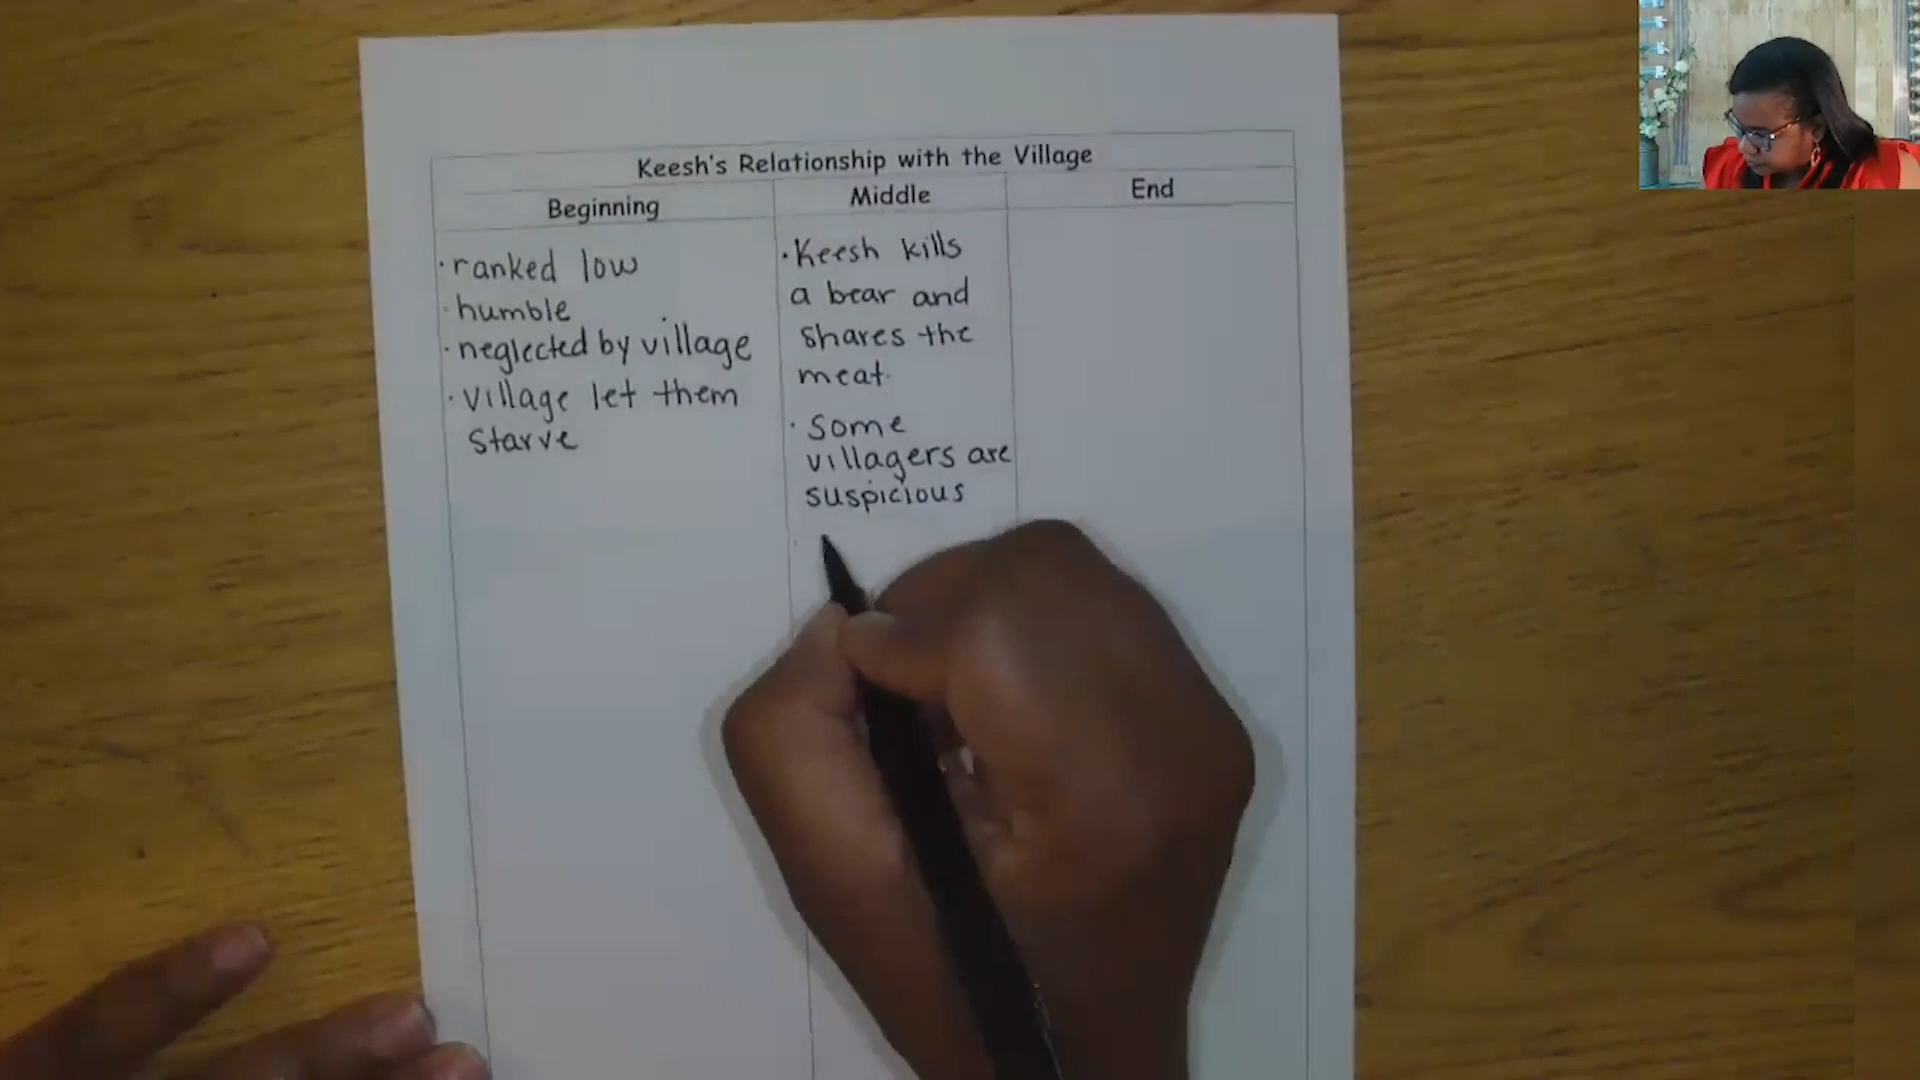 Keesh's Relationship with the Village
Beginning
Middle
End
·ranked low
·humble
·neglected by village
·village let them
starve
·Keesh kills
a bear and
shares the
meat.
·Some
villagers are
suspicious